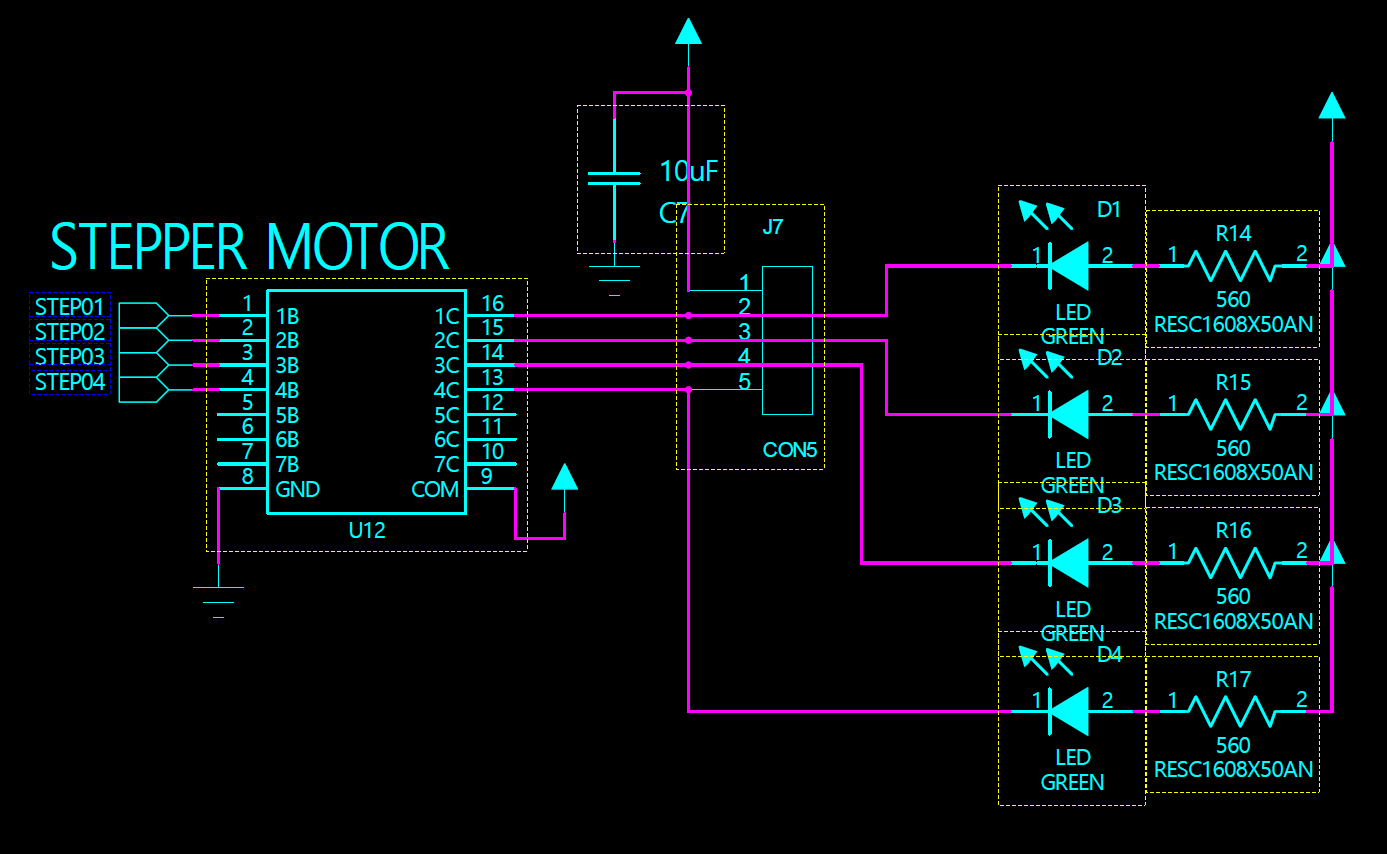 STEPPER MOTOR
STEP01
STEP02
STEP03
STEP04
1 1B 1C 16
2 2B 2C 15
3 3B 3C 14
4 4B 4C 13
5 5B 5C 12
6 6B 6C 11
7 7B 7C 10
8 GND COM 9
U12
10uF
C7
J7
1
2
3
4
5
CON5
D1
1 2
LED
GREEN
R14
1 2
560
RESC1608X50AN
D2
1 2
LED
GREEN
R15
1 2
560
RESC1608X50AN
D3
1 2
LED
GREEN
R16
1 2
560
RESC1608X50AN
D4
1 2
LED
GREEN
R17
1 2
560
RESC1608X50AN